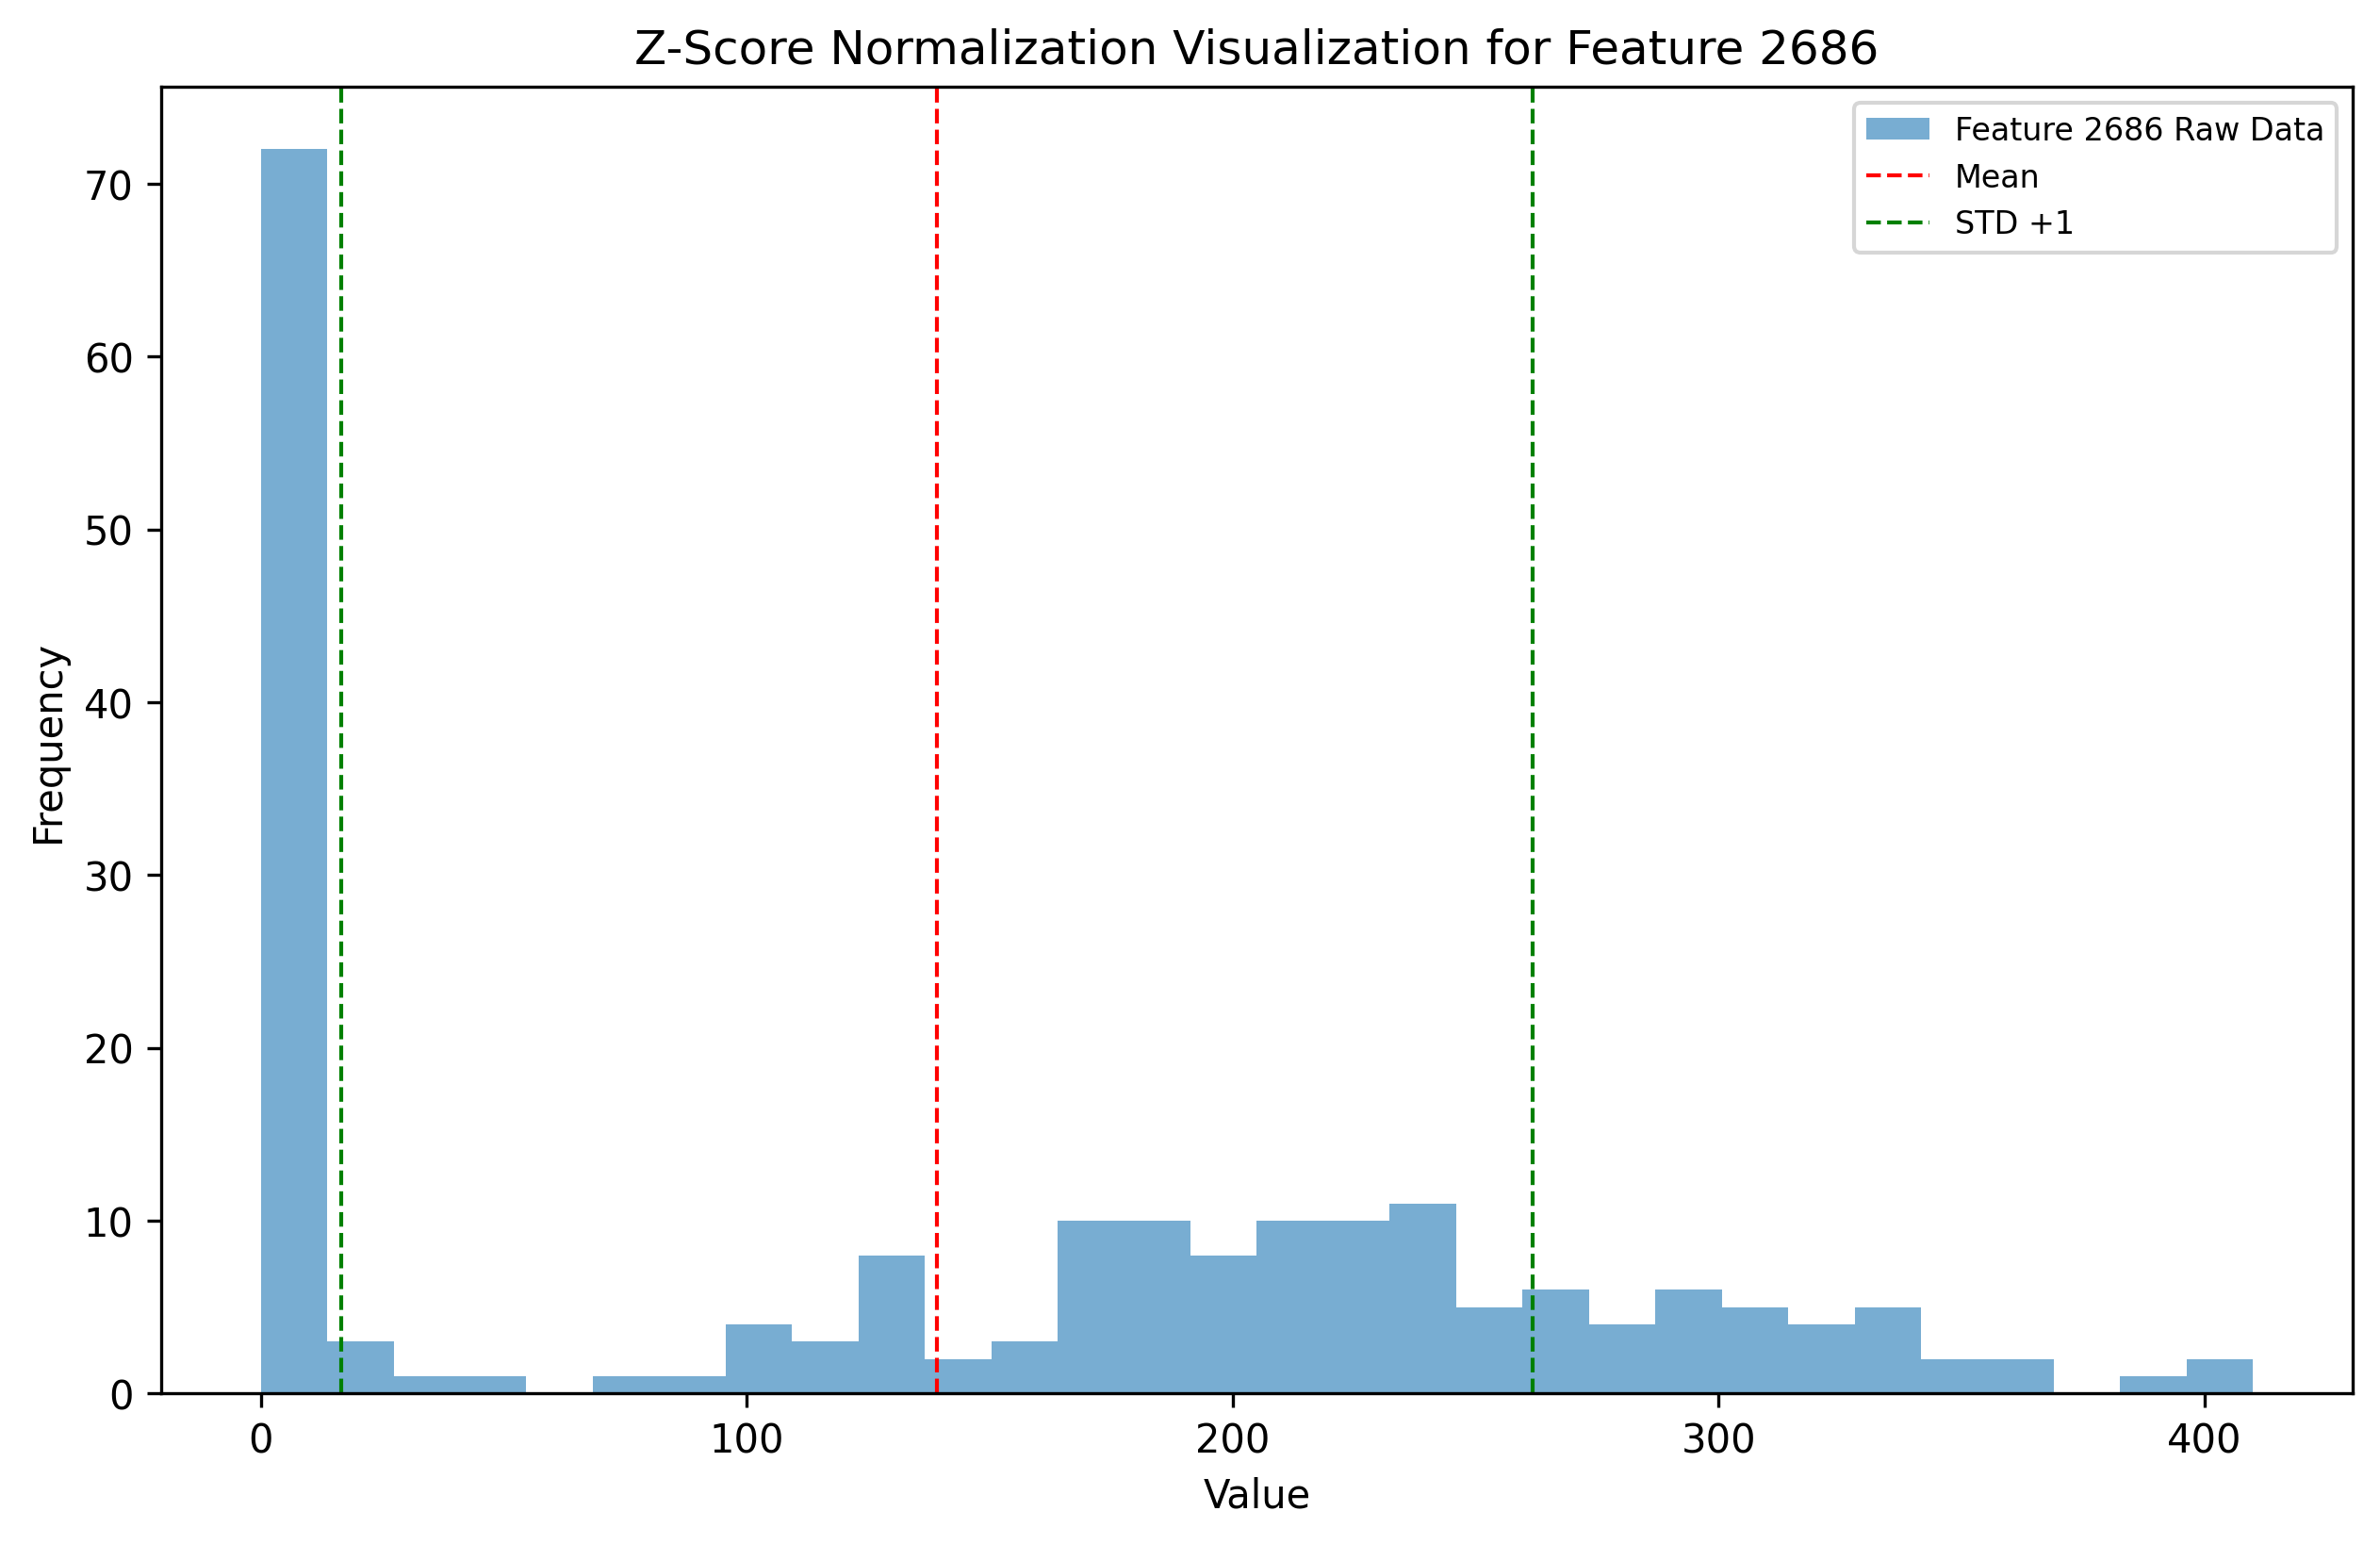 Z-Score Normalization Visualization for Feature 2686
Feature 2686 Raw Data
Mean
STD +1
Frequency
70
60
50
40
30
20
10
0
0 100 200 300 400
Value